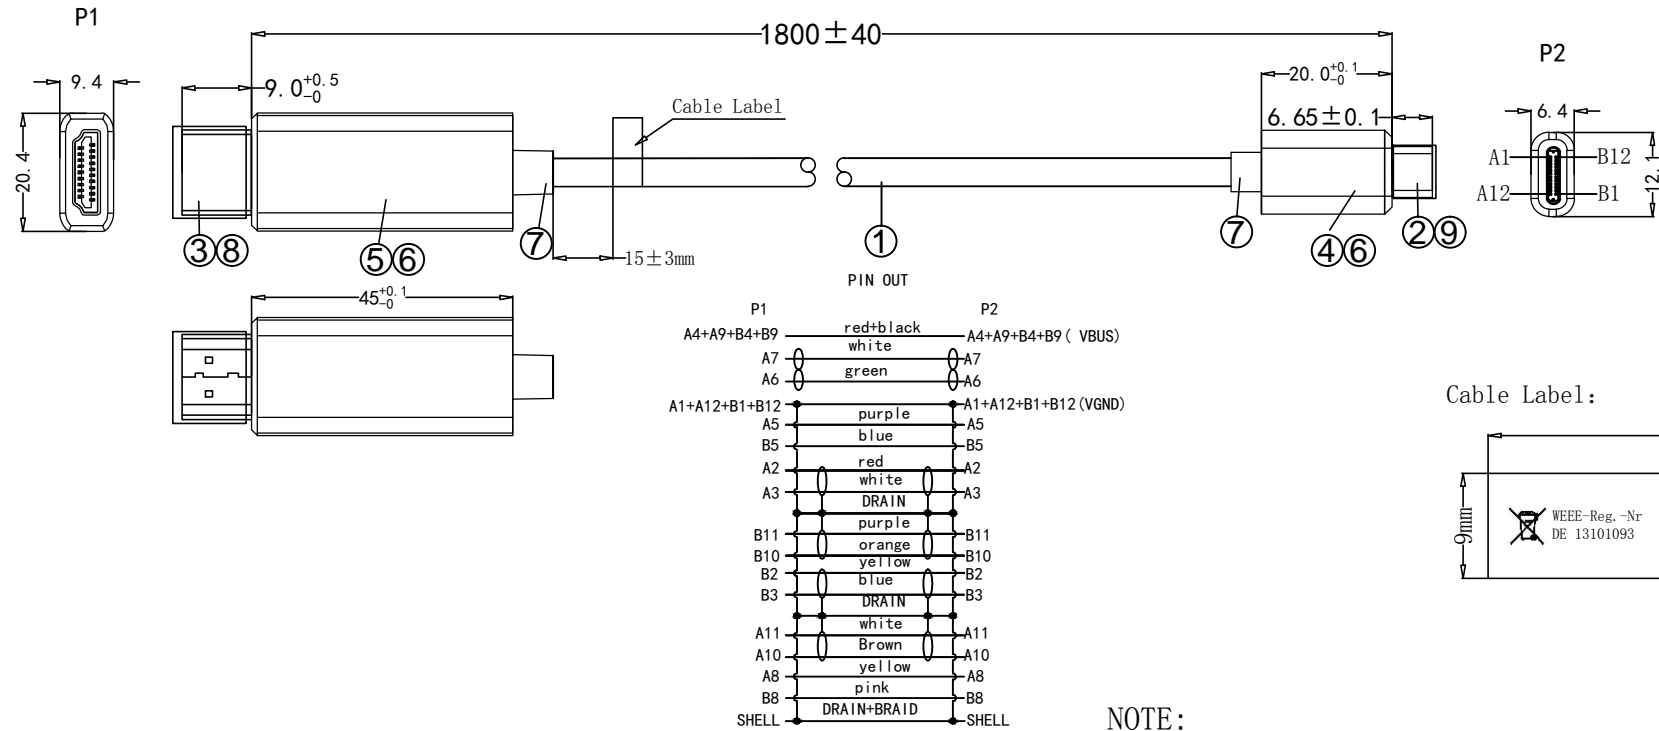 P1
1800±40
P2
9.4
9.0 +0.5 -0
20.0 +0.1 -0
Cable Label
6.65±0.1
6.4
20.4
A1
B12
A12
B1
12.1
③⑧
⑤⑥
⑦
15±3mm
①
⑦
④⑥
②⑨
45 +0.1 -0
PIN OUT
P1 P2
A4+A9+B4+B9 red+black A4+A9+B4+B9( VBUS)
A7 white A7
A6 green A6
A1+A12+B1+B12 A1+A12+B1+B12(VGND)
A5 purple A5
B5 blue B5
A2 red A2
A3 white A3
DRAIN
B11 purple B11
B10 orange B10
B2 yellow B2
B3 blue B3
DRAIN
A11 white A11
A10 Brown A10
A8 yellow A8
B8 pink B8
SHELL DRAIN+BRAID SHELL
Cable Label:
9mm
WEEE-Reg.-Nr
DE 13101093
NOTE: